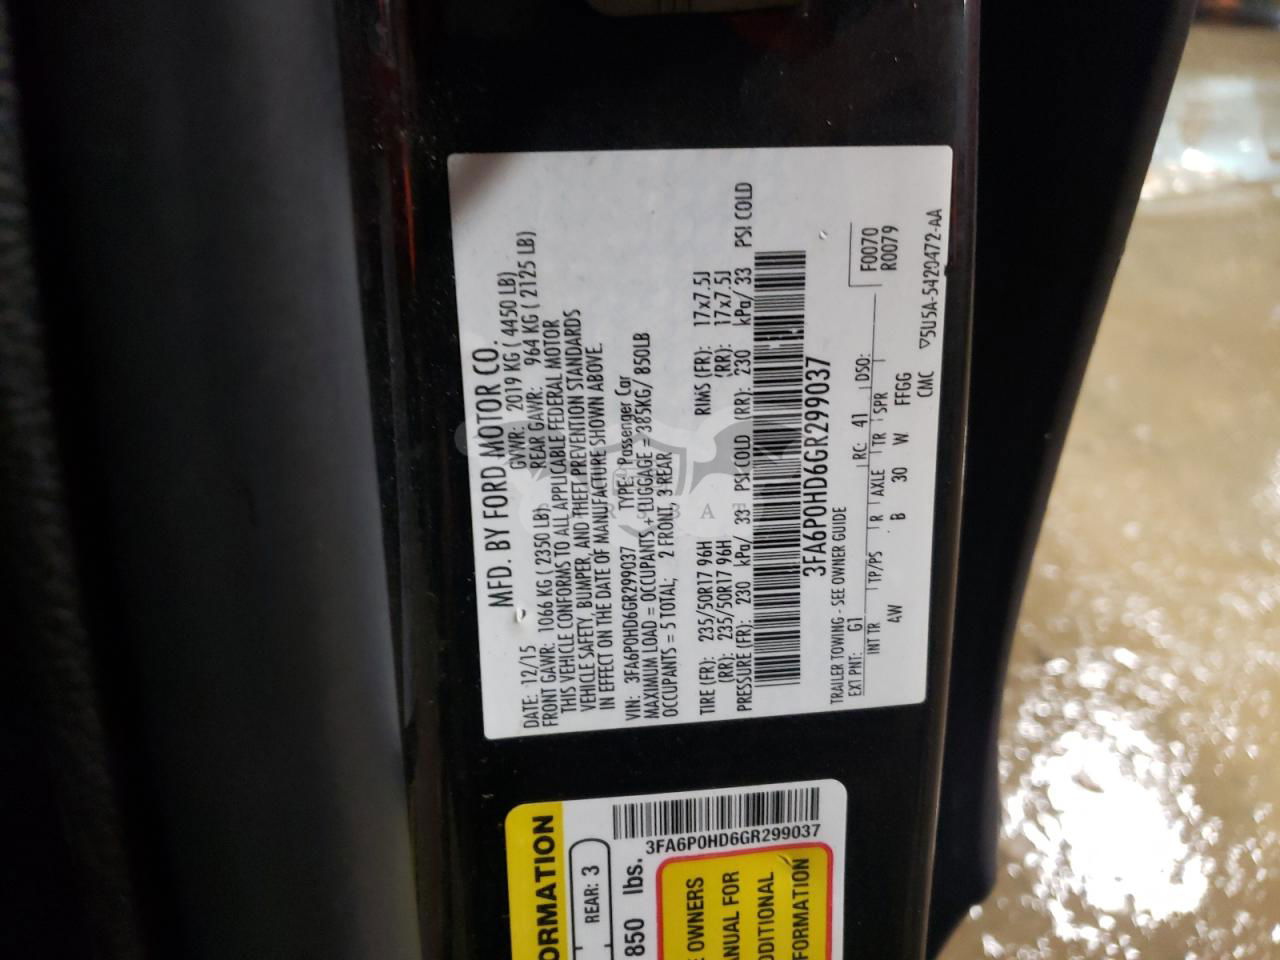 MFD. BY FORD MOTOR CO.
DATE: 12/15 GVWR: 2019 KG ( 4450 LB)
FRONT GAWR: 1066 KG ( 2350 LB) REAR GAWR: 964 KG ( 2125 LB)
THIS VEHICLE CONFORMS TO ALL APPLICABLE FEDERAL MOTOR
VEHICLE SAFETY, BUMPER, AND THEFT PREVENTION STANDARDS
IN EFFECT ON THE DATE OF MANUFACTURE SHOWN ABOVE.
VIN: 3FA6P0HD6GR299037 TYPE: Passenger Car
MAXIMUM LOAD = OCCUPANTS + LUGGAGE = 385KG/ 850LB
OCCUPANTS = 5 TOTAL; 2 FRONT, 3 REAR
TIRE (FR): 235/50R17 96H RIMS (FR): 17x7.5J
(RR): 235/50R17 96H (RR): 17x7.5J
PRESSURE (FR): 230 kPa/ 33 PSI COLD (RR): 230 kPa/ 33 PSI COLD
3FA6P0HD6GR299037
TRAILER TOWING - SEE OWNER GUIDE
EXT PNT: G1 RC: 41 DSO: F0070
R0079
INT TR TP/PS R AXLE TR SPR
4W B 30 W FFGG
CMC ▽5U5A-5420472-AA
ORMATION
REAR: 3
850 lbs.
3FA6P0HD6GR299037
OWNERS
ANUAL FOR
DDITIONAL
FORMATION